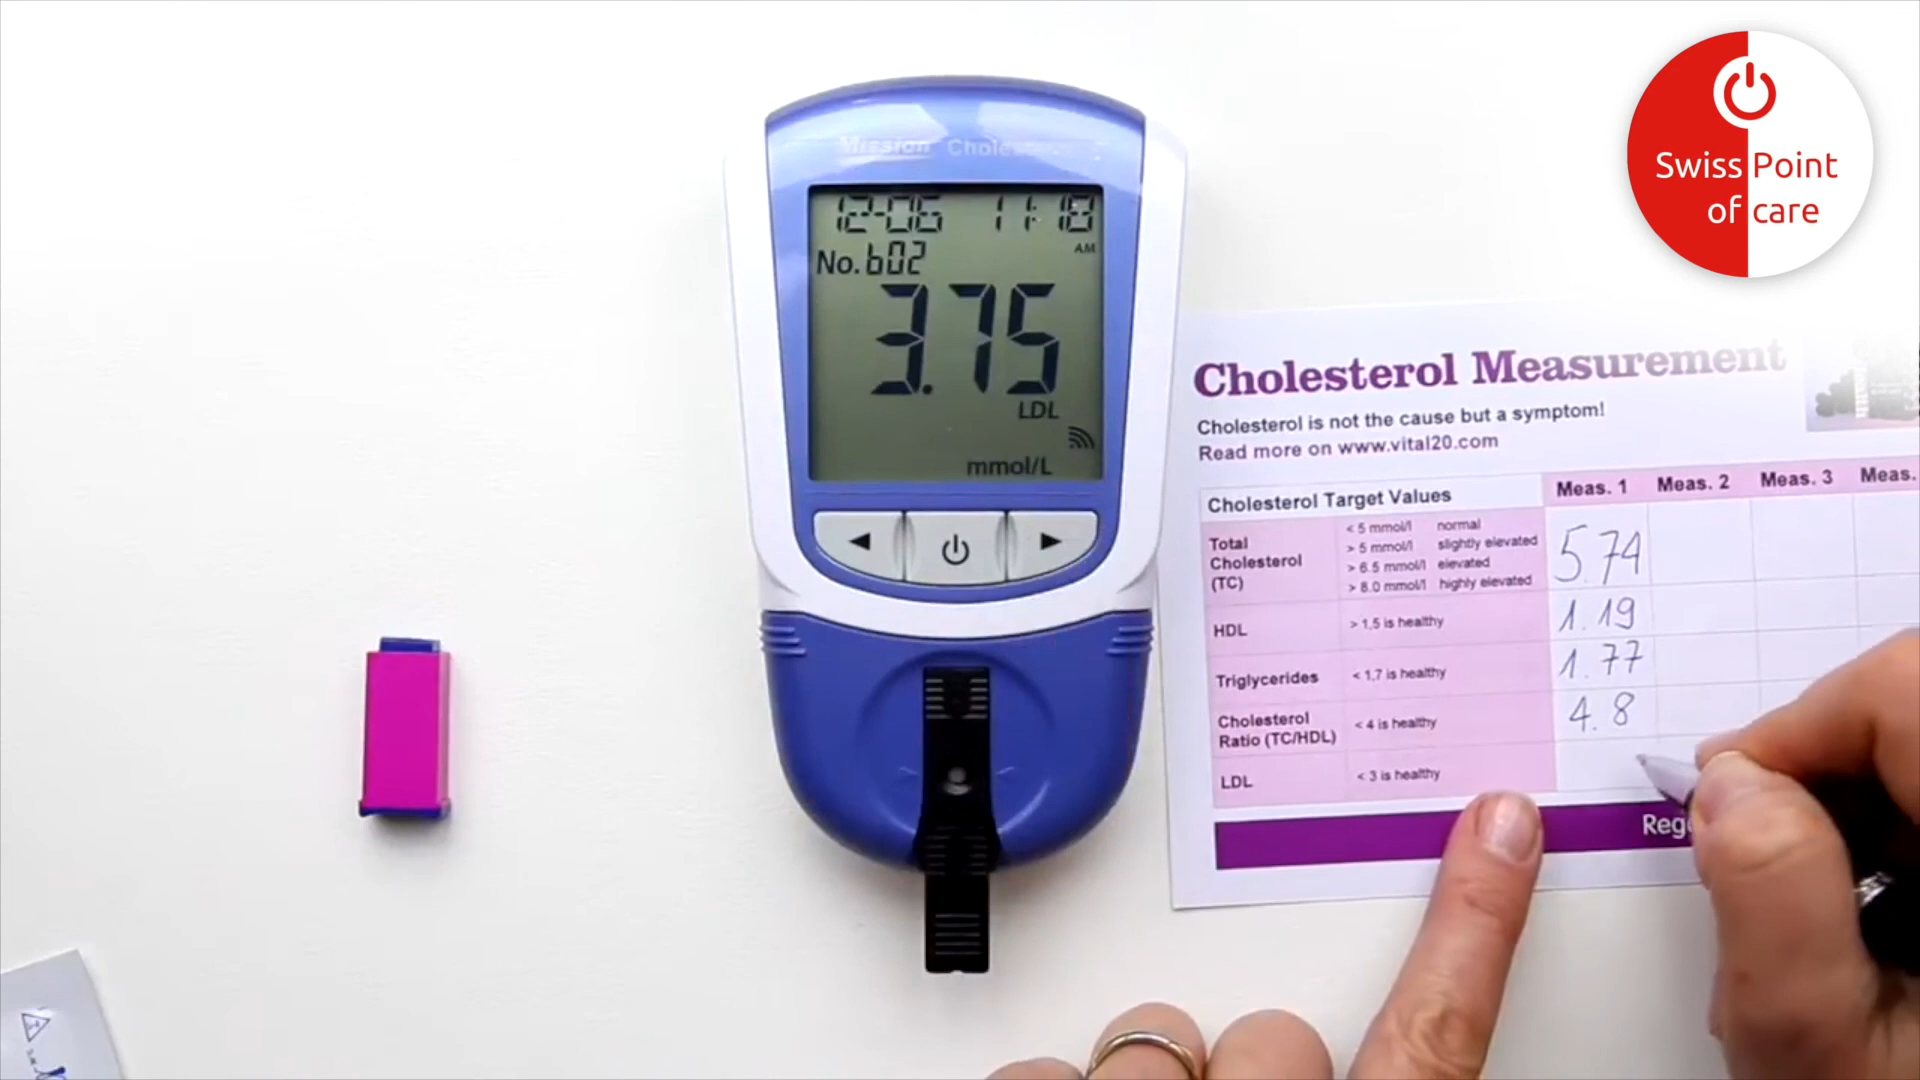 Swiss Point
of care
Mission Cholesterol
12-06 11:18
AM
No. b02
3.75
LDL
mmol/L
Cholesterol Measurement
Cholesterol is not the cause but a symptom!
Read more on www.vital20.com
Cholesterol Target Values Meas. 1 Meas. 2 Meas. 3 Meas.
Total Cholesterol (TC) < 5 mmol/l normal 5.74
> 5 mmol/l slightly elevated
> 6.5 mmol/l elevated
> 8.0 mmol/l highly elevated
HDL > 1,5 is healthy 1.19
Triglycerides < 1,7 is healthy 1.77
Cholesterol Ratio (TC/HDL) < 4 is healthy 4.8
LDL < 3 is healthy